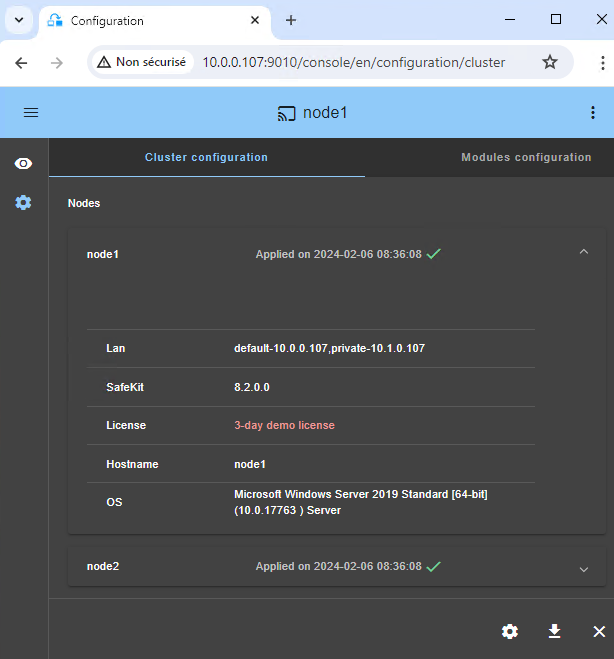 Configuration
Non sécurisé
10.0.0.107:9010/console/en/configuration/cluster
node1
Cluster configuration
Modules configuration
Nodes
node1
Applied on 2024-02-06 08:36:08
Lan
default-10.0.0.107,private-10.1.0.107
SafeKit
8.2.0.0
License
3-day demo license
Hostname
node1
OS
Microsoft Windows Server 2019 Standard [64-bit]
(10.0.17763 ) Server
node2
Applied on 2024-02-06 08:36:08